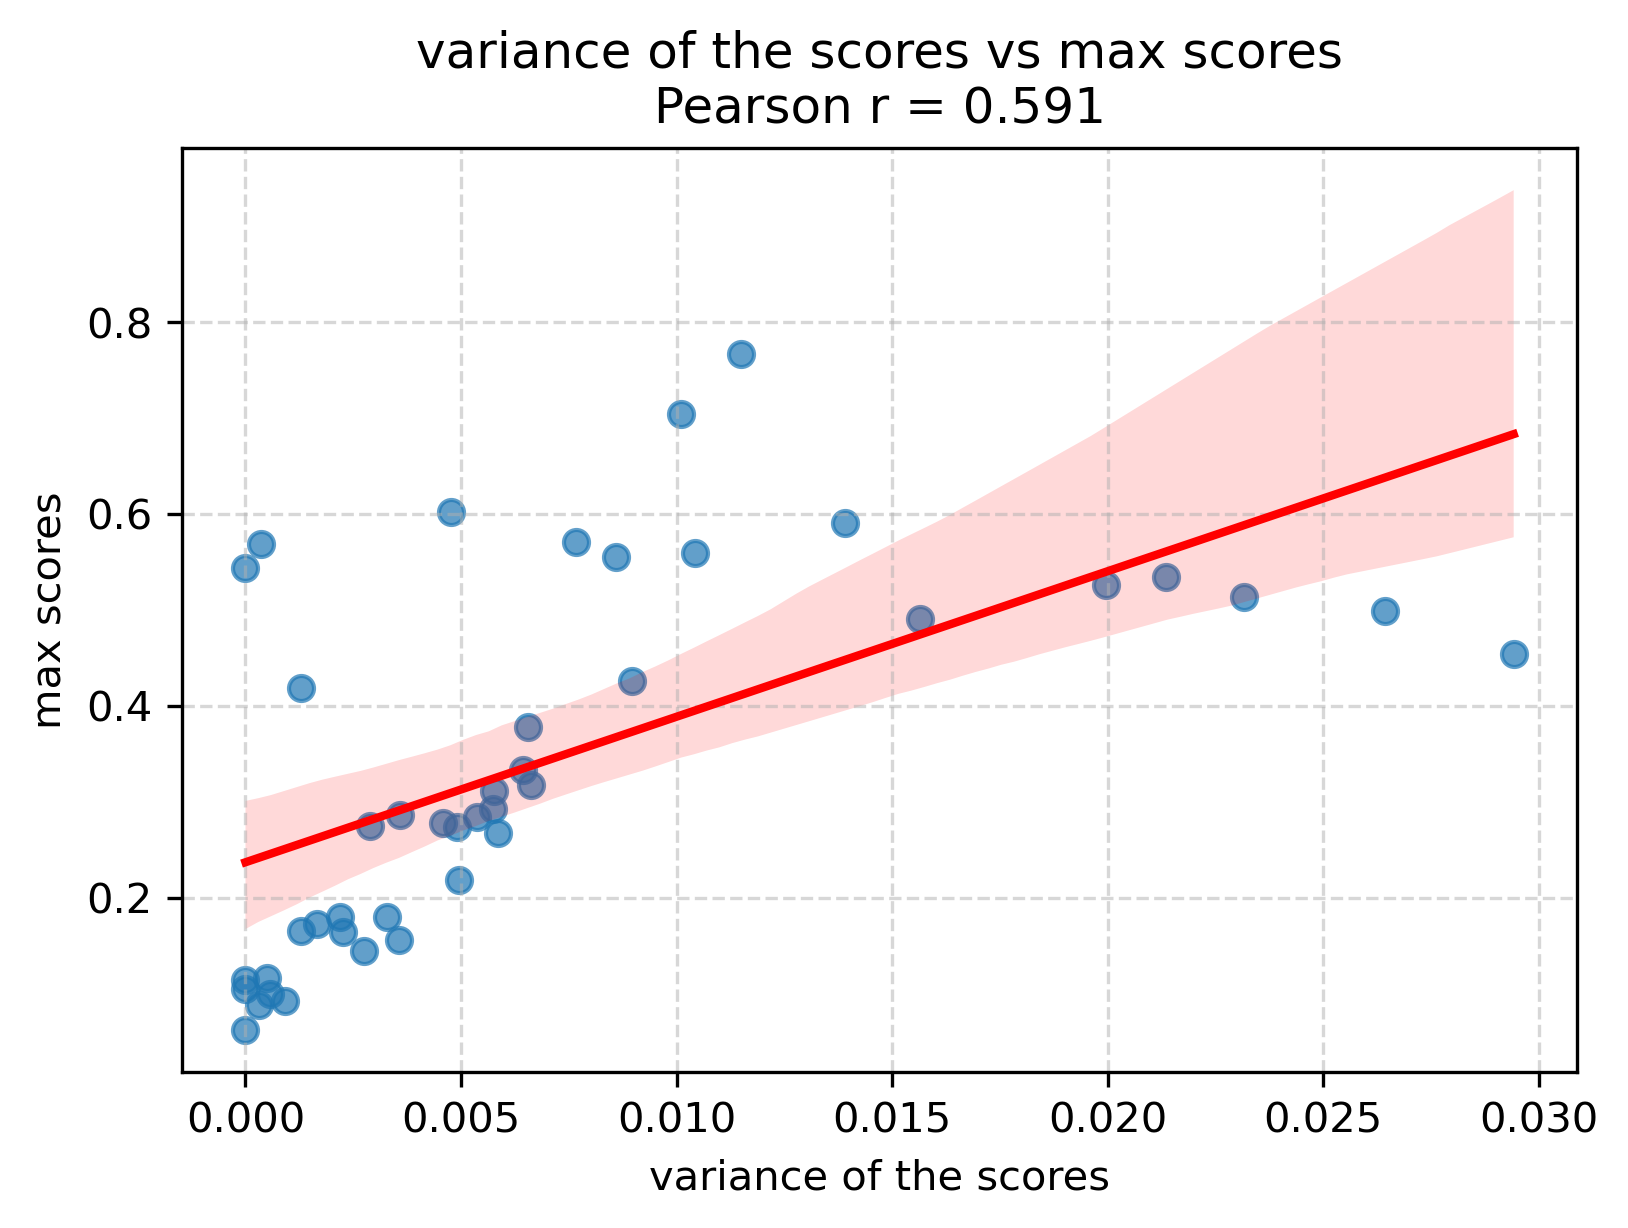 variance of the scores vs max scores
Pearson r = 0.591
max scores
0.8
0.6
0.4
0.2
0.000 0.005 0.010 0.015 0.020 0.025 0.030
variance of the scores